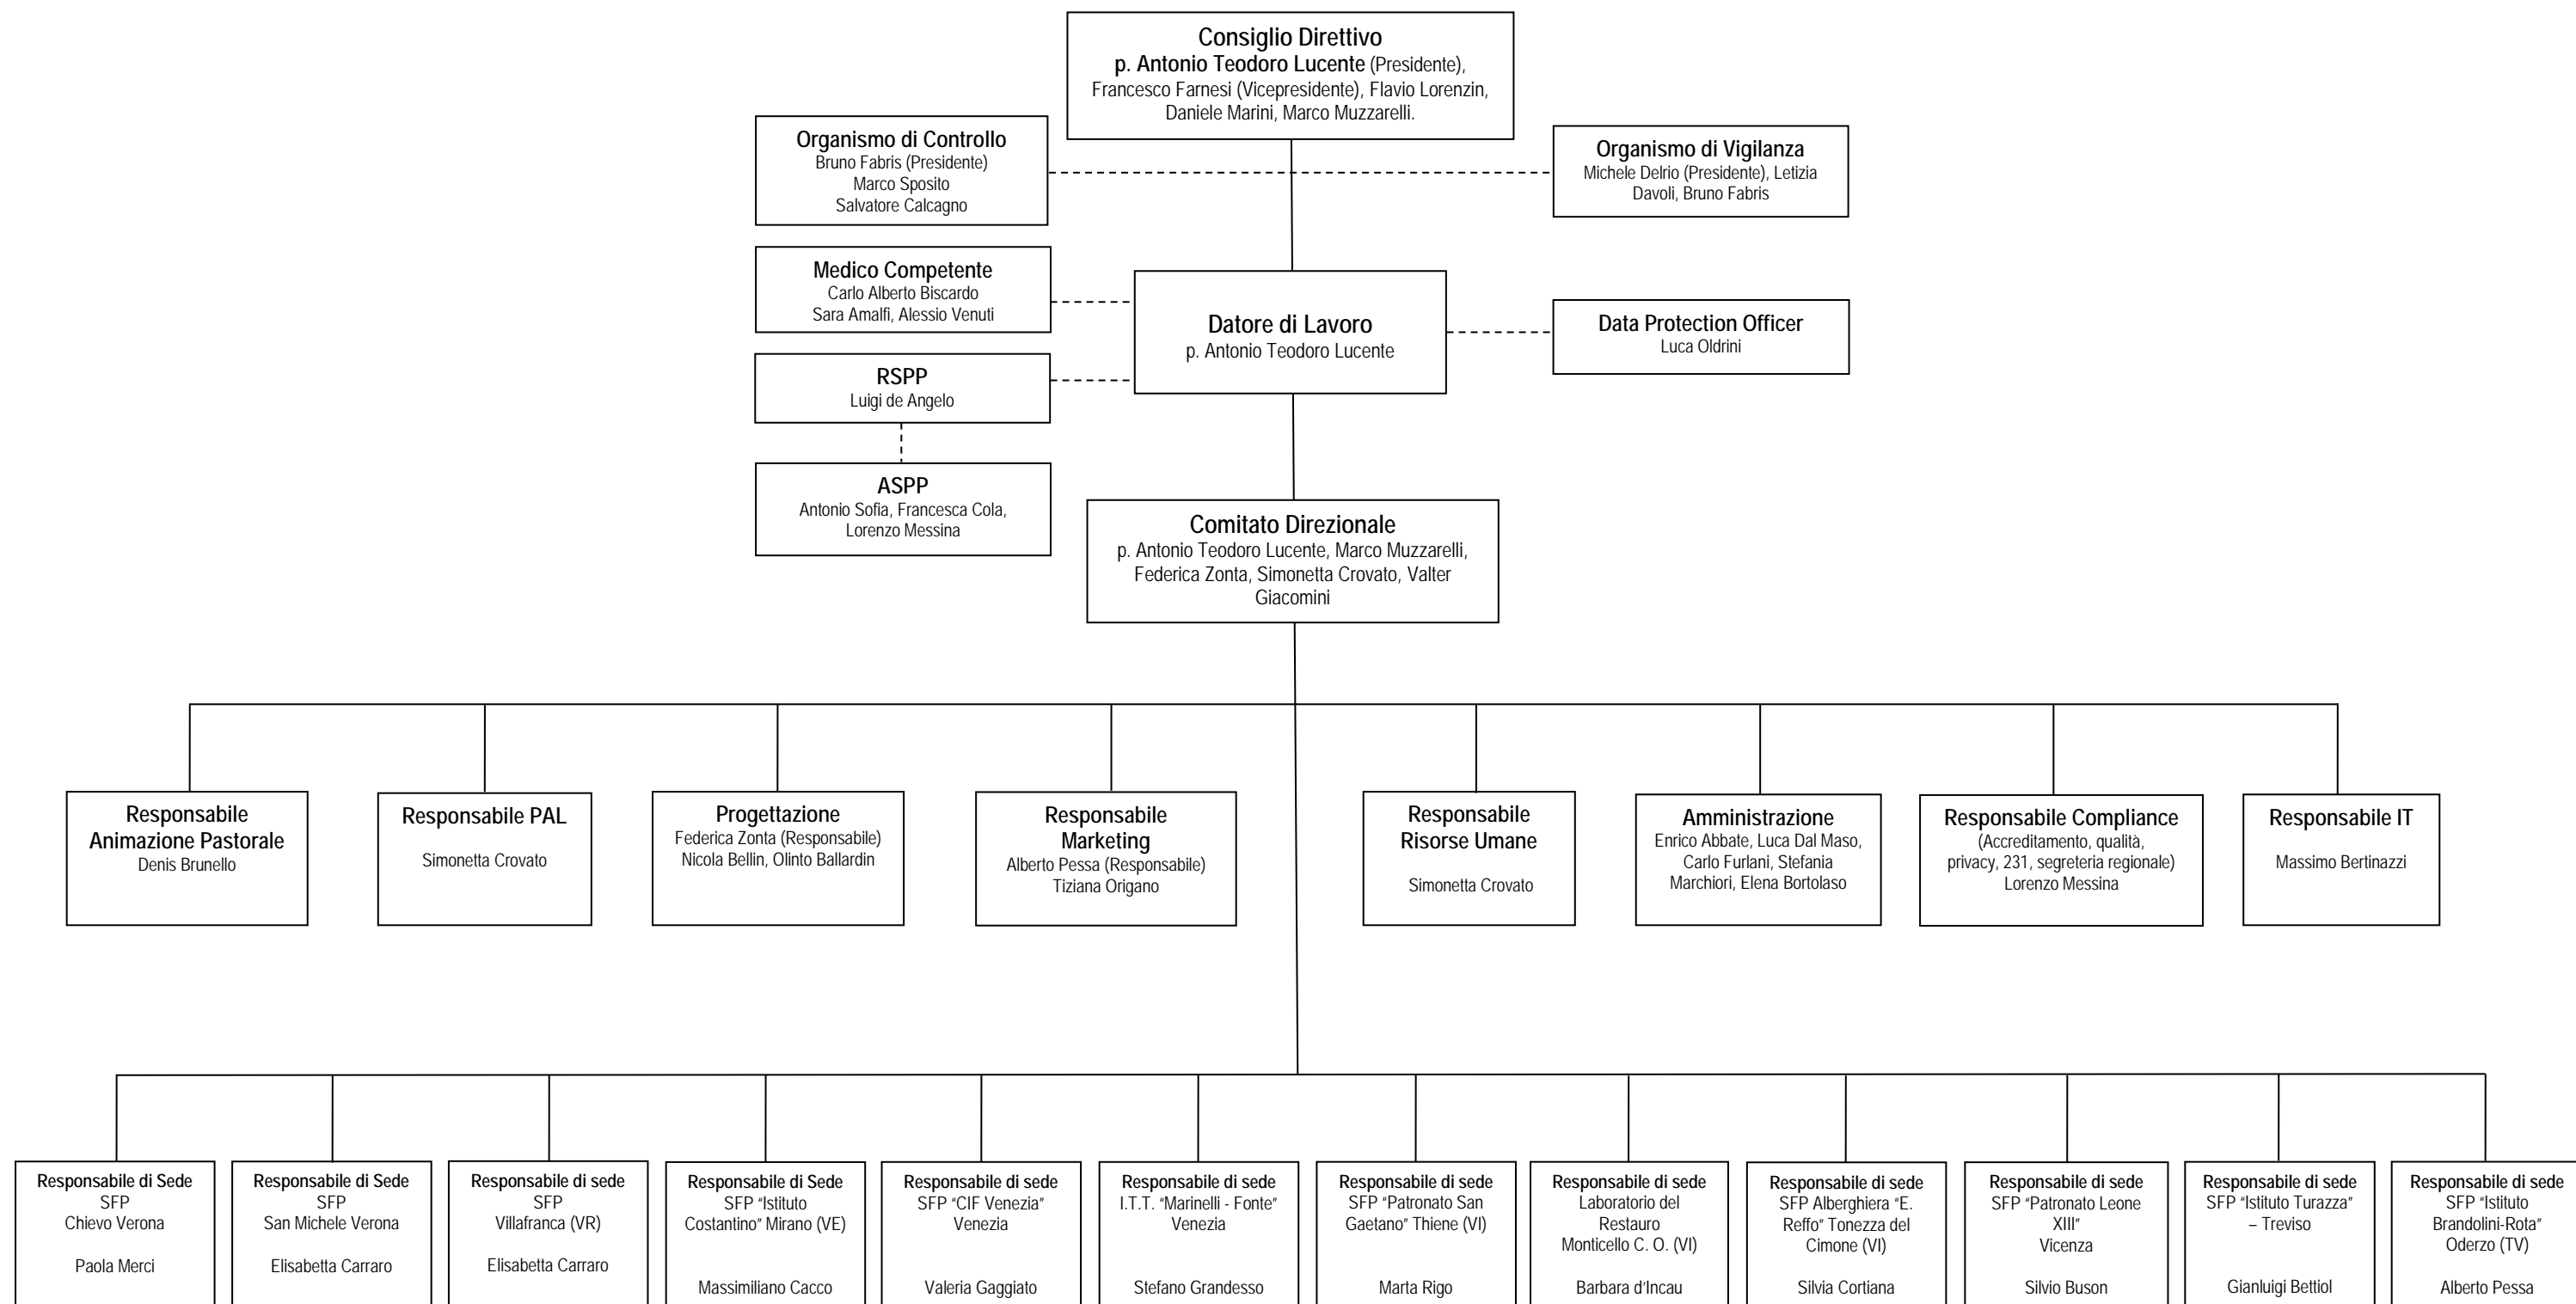 Consiglio Direttivo
p. Antonio Teodoro Lucente (Presidente),
Francesco Farnesi (Vicepresidente), Flavio Lorenzin,
Daniele Marini, Marco Muzzarelli.
Organismo di Controllo
Bruno Fabris (Presidente)
Marco Sposito
Salvatore Calcagno
Organismo di Vigilanza
Michele Delrio (Presidente), Letizia
Davoli, Bruno Fabris
Medico Competente
Carlo Alberto Biscardo
Sara Amalfi, Alessio Venuti
Datore di Lavoro
p. Antonio Teodoro Lucente
Data Protection Officer
Luca Oldrini
RSPP
Luigi de Angelo
ASPP
Antonio Sofia, Francesca Cola,
Lorenzo Messina
Comitato Direzionale
p. Antonio Teodoro Lucente, Marco Muzzarelli,
Federica Zonta, Simonetta Crovato, Valter
Giacomini
Responsabile
Animazione Pastorale
Denis Brunello
Responsabile PAL
Simonetta Crovato
Progettazione
Federica Zonta (Responsabile)
Nicola Bellin, Olinto Ballardin
Responsabile
Marketing
Alberto Pessa (Responsabile)
Tiziana Origano
Responsabile
Risorse Umane
Simonetta Crovato
Amministrazione
Enrico Abbate, Luca Dal Maso,
Carlo Furlani, Stefania
Marchiori, Elena Bortolaso
Responsabile Compliance
(Accreditamento, qualità,
privacy, 231, segreteria regionale)
Lorenzo Messina
Responsabile IT
Massimo Bertinazzi
Responsabile di Sede
SFP
Chievo Verona
Paola Merci
Responsabile di Sede
SFP
San Michele Verona
Elisabetta Carraro
Responsabile di sede
SFP
Villafranca (VR)
Elisabetta Carraro
Responsabile di Sede
SFP “Istituto
Costantino” Mirano (VE)
Massimiliano Cacco
Responsabile di sede
SFP “CIF Venezia”
Venezia
Valeria Gaggiato
Responsabile di sede
I.T.T. “Marinelli - Fonte”
Venezia
Stefano Grandesso
Responsabile di sede
SFP “Patronato San
Gaetano” Thiene (VI)
Marta Rigo
Responsabile di sede
Laboratorio del
Restauro
Monticello C. O. (VI)
Barbara d’Incau
Responsabile di sede
SFP Alberghiera “E.
Reffo” Tonezza del
Cimone (VI)
Silvia Cortiana
Responsabile di sede
SFP “Patronato Leone
XIII”
Vicenza
Silvio Buson
Responsabile di sede
SFP “Istituto Turazza”
– Treviso
Gianluigi Bettiol
Responsabile di sede
SFP “Istituto
Brandolini-Rota”
Oderzo (TV)
Alberto Pessa